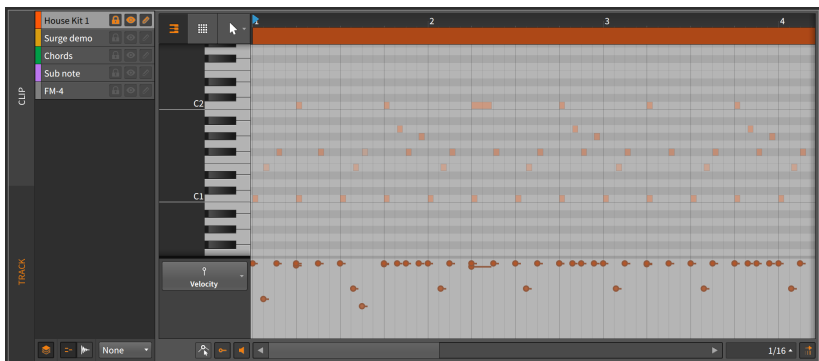 House Kit 1
Surge demo
Chords
Sub note
FM-4
CLIP
TRACK
2
3
4
C2
C1
Velocity
None
1/16